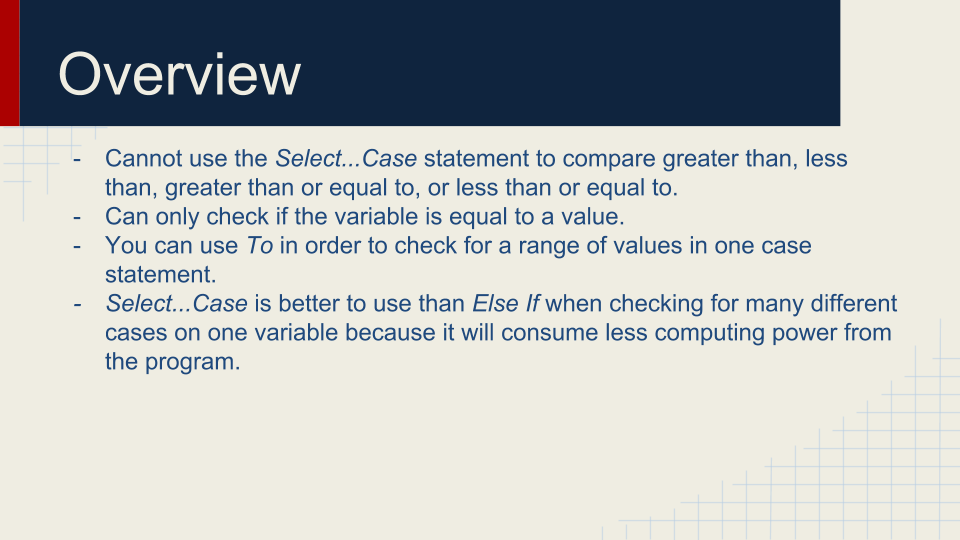 Overview
- Cannot use the Select...Case statement to compare greater than, less
than, greater than or equal to, or less than or equal to.
- Can only check if the variable is equal to a value.
- You can use To in order to check for a range of values in one case
statement.
- Select...Case is better to use than Else If when checking for many different
cases on one variable because it will consume less computing power from
the program.